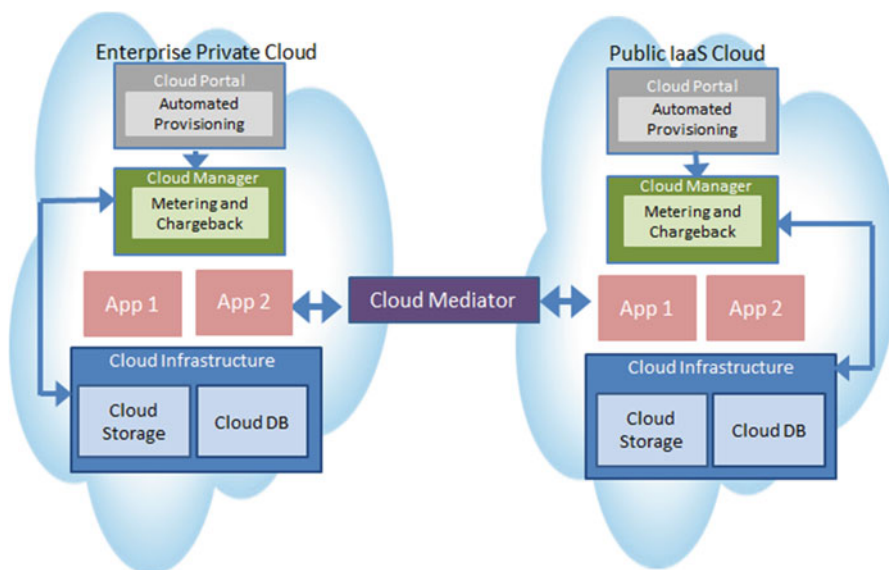 Enterprise Private Cloud
Cloud Portal
Automated
Provisioning
Cloud Manager
Metering and
Chargeback
App 1
App 2
Cloud Infrastructure
Cloud
Storage
Cloud DB
Cloud Mediator
Public IaaS Cloud
Cloud Portal
Automated
Provisioning
Cloud Manager
Metering and
Chargeback
App 1
App 2
Cloud Infrastructure
Cloud
Storage
Cloud DB